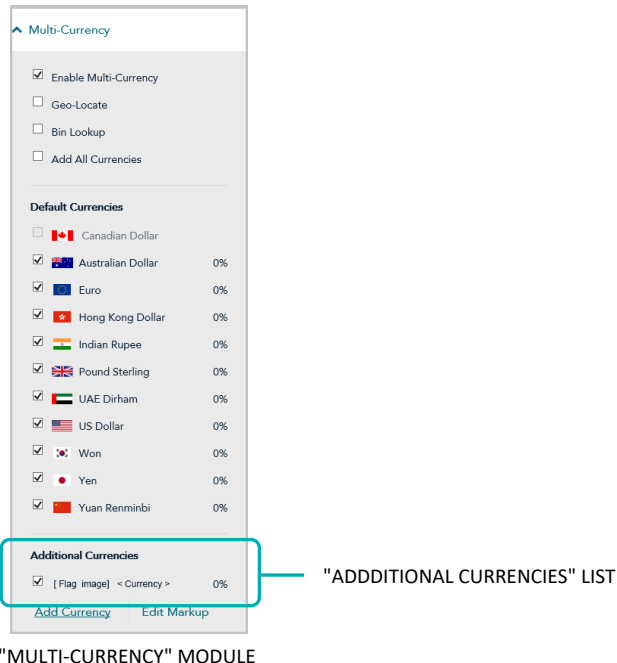 Multi-Currency
Enable Multi-Currency
Geo-Locate
Bin Lookup
Add All Currencies
Default Currencies
Canadian Dollar
Australian Dollar 0%
Euro 0%
Hong Kong Dollar 0%
Indian Rupee 0%
Pound Sterling 0%
UAE Dirham 0%
US Dollar 0%
Won 0%
Yen 0%
Yuan Renminbi 0%
Additional Currencies
[ Flag image] < Currency > 0%
"ADDDITIONAL CURRENCIES" LIST
Add Currency Edit Markup
"MULTI-CURRENCY" MODULE